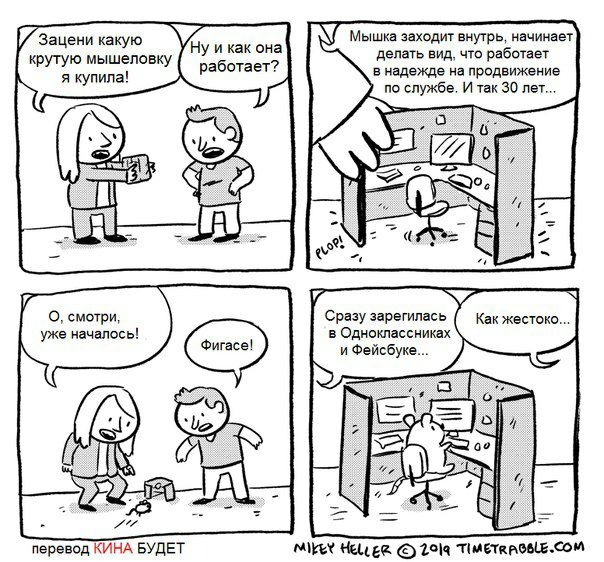 Зацени какую
крутую мышеловку
я купила!
Ну и как она
работает?
Мышка заходит внутрь, начинает
делать вид, что работает
в надежде на продвижение
по службе. И так 30 лет...
PLOP!
О, смотри,
уже началось!
Фигасе!
Сразу зарегилась
в Одноклассниках
и Фейсбуке...
Как жестоко...
перевод КИНА БУДЕТ
MIKEY HELLER © 2019 TIMETRABBLE.COM